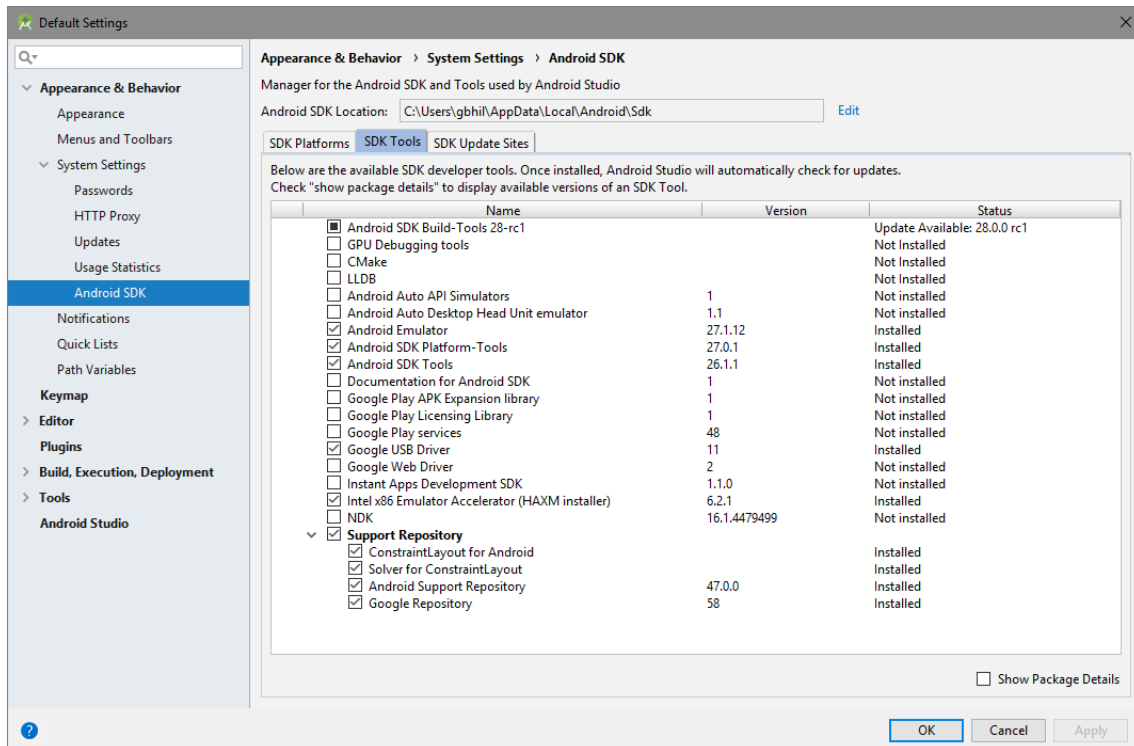 Default Settings
Appearance & Behavior
Appearance
Menus and Toolbars
System Settings
Passwords
HTTP Proxy
Updates
Usage Statistics
Android SDK
Notifications
Quick Lists
Path Variables
Keymap
Editor
Plugins
Build, Execution, Deployment
Tools
Android Studio
Appearance & Behavior › System Settings › Android SDK
Manager for the Android SDK and Tools used by Android Studio
Android SDK Location: C:\Users\gbhil\AppData\Local\Android\Sdk Edit
SDK Platforms SDK Tools SDK Update Sites
Below are the available SDK developer tools. Once installed, Android Studio will automatically check for updates.
Check "show package details" to display available versions of an SDK Tool.
Name Version Status
Android SDK Build-Tools 28-rc1 Update Available: 28.0.0 rc1
GPU Debugging tools Not Installed
CMake Not Installed
LLDB Not Installed
Android Auto API Simulators 1 Not installed
Android Auto Desktop Head Unit emulator 1.1 Not installed
Android Emulator 27.1.12 Installed
Android SDK Platform-Tools 27.0.1 Installed
Android SDK Tools 26.1.1 Installed
Documentation for Android SDK 1 Not installed
Google Play APK Expansion library 1 Not installed
Google Play Licensing Library 1 Not installed
Google Play services 48 Not installed
Google USB Driver 11 Installed
Google Web Driver 2 Not installed
Instant Apps Development SDK 1.1.0 Not installed
Intel x86 Emulator Accelerator (HAXM installer) 6.2.1 Installed
NDK 16.1.4479499 Not installed
Support Repository
ConstraintLayout for Android Installed
Solver for ConstraintLayout Installed
Android Support Repository 47.0.0 Installed
Google Repository 58 Installed
Show Package Details
? OK Cancel Apply